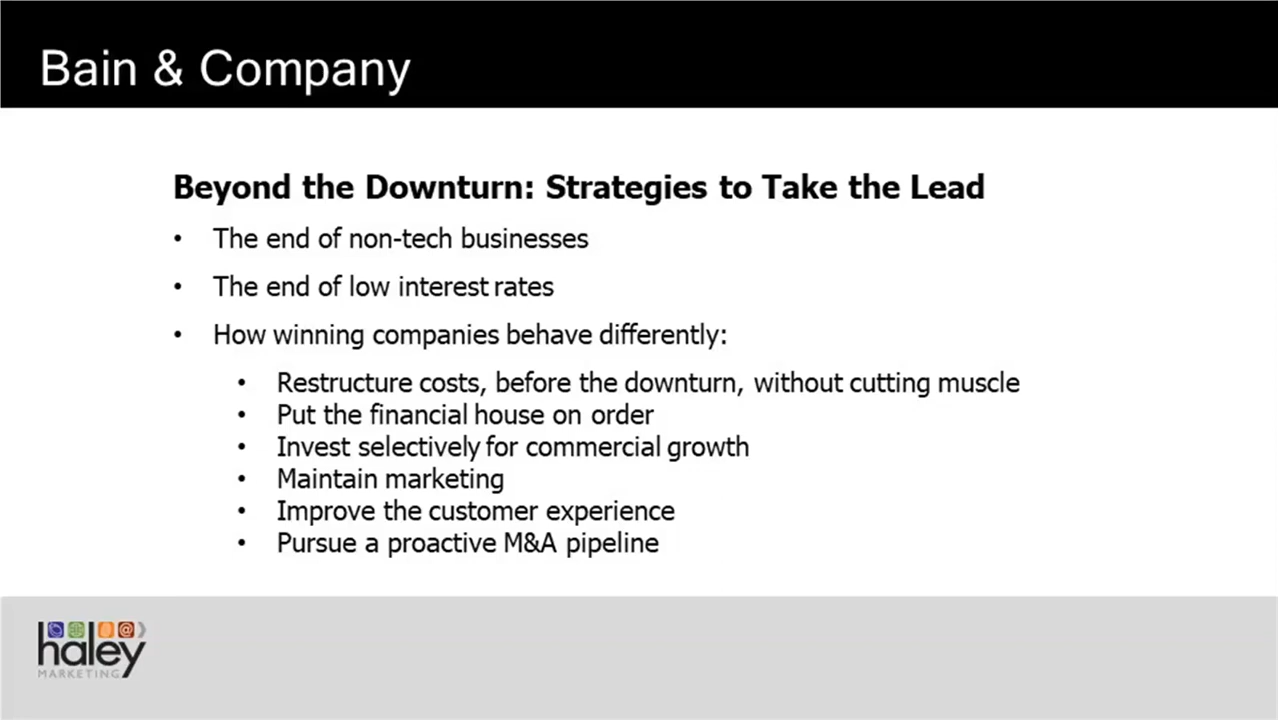 Bain & Company
Beyond the Downturn: Strategies to Take the Lead
• The end of non-tech businesses
• The end of low interest rates
• How winning companies behave differently:
• Restructure costs, before the downturn, without cutting muscle
• Put the financial house on order
• Invest selectively for commercial growth
• Maintain marketing
• Improve the customer experience
• Pursue a proactive M&A pipeline
haley
MARKETING